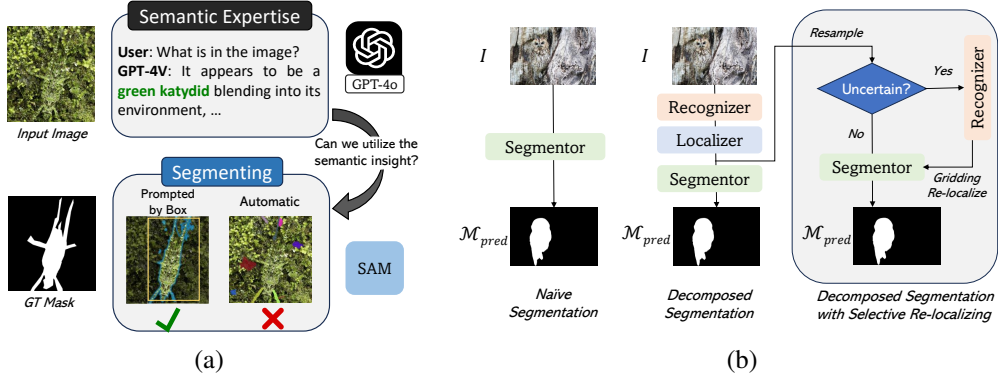 Semantic Expertise
User: What is in the image?
GPT-4V: It appears to be a
green katydid blending into its
environment, ...
GPT-4o
Input Image
Can we utilize the
semantic insight?
Segmenting
Prompted
by Box
Automatic
SAM
GT Mask
(a)
I
Segmentor
M_pred
Naïve
Segmentation
I
Recognizer
Localizer
Segmentor
M_pred
Decomposed
Segmentation
Resample
Uncertain?
Yes
Recognizer
No
Segmentor
Gridding
Re-localize
M_pred
Decomposed Segmentation
with Selective Re-localizing
(b)